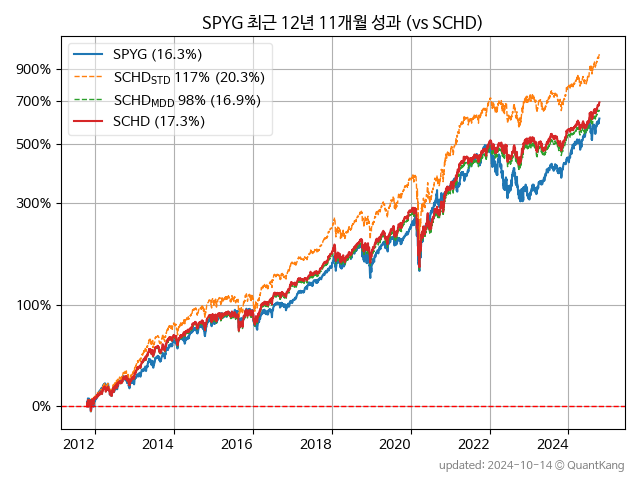 SPYG 최근 12년 11개월 성과 (vs SCHD)
SPYG (16.3%)
SCHD_STD 117% (20.3%)
SCHD_MDD 98% (16.9%)
SCHD (17.3%)
900%
700%
500%
300%
100%
0%
2012 2014 2016 2018 2020 2022 2024
updated: 2024-10-14 © QuantKang